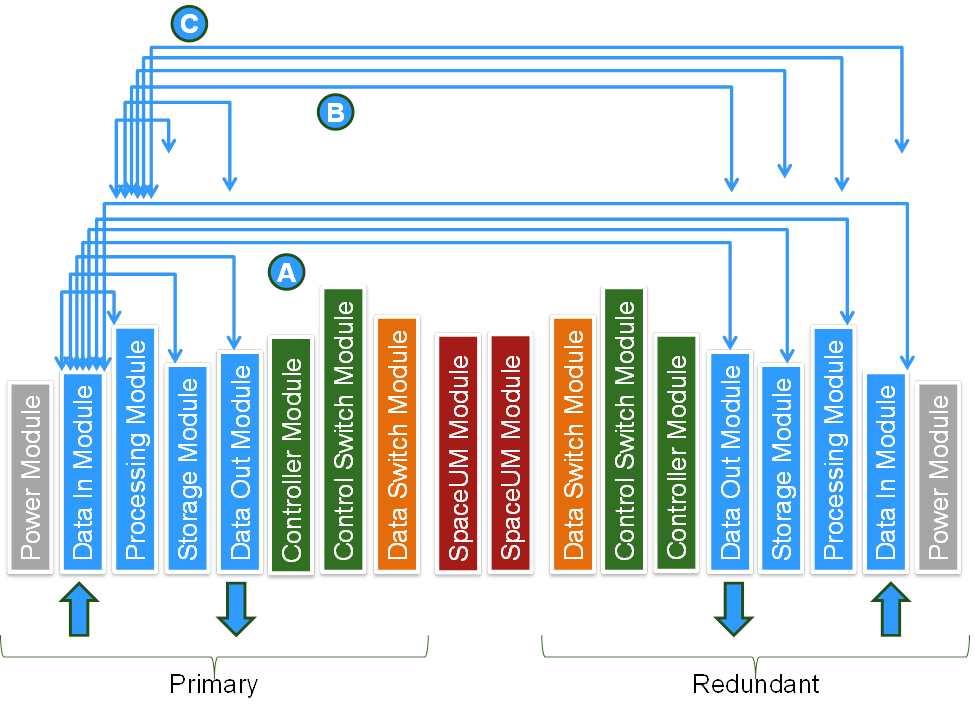 C
B
A
Power Module
Data In Module
Processing Module
Storage Module
Data Out Module
Controller Module
Control Switch Module
Data Switch Module
SpaceUM Module
SpaceUM Module
Data Switch Module
Control Switch Module
Controller Module
Data Out Module
Storage Module
Processing Module
Data In Module
Power Module
Primary
Redundant